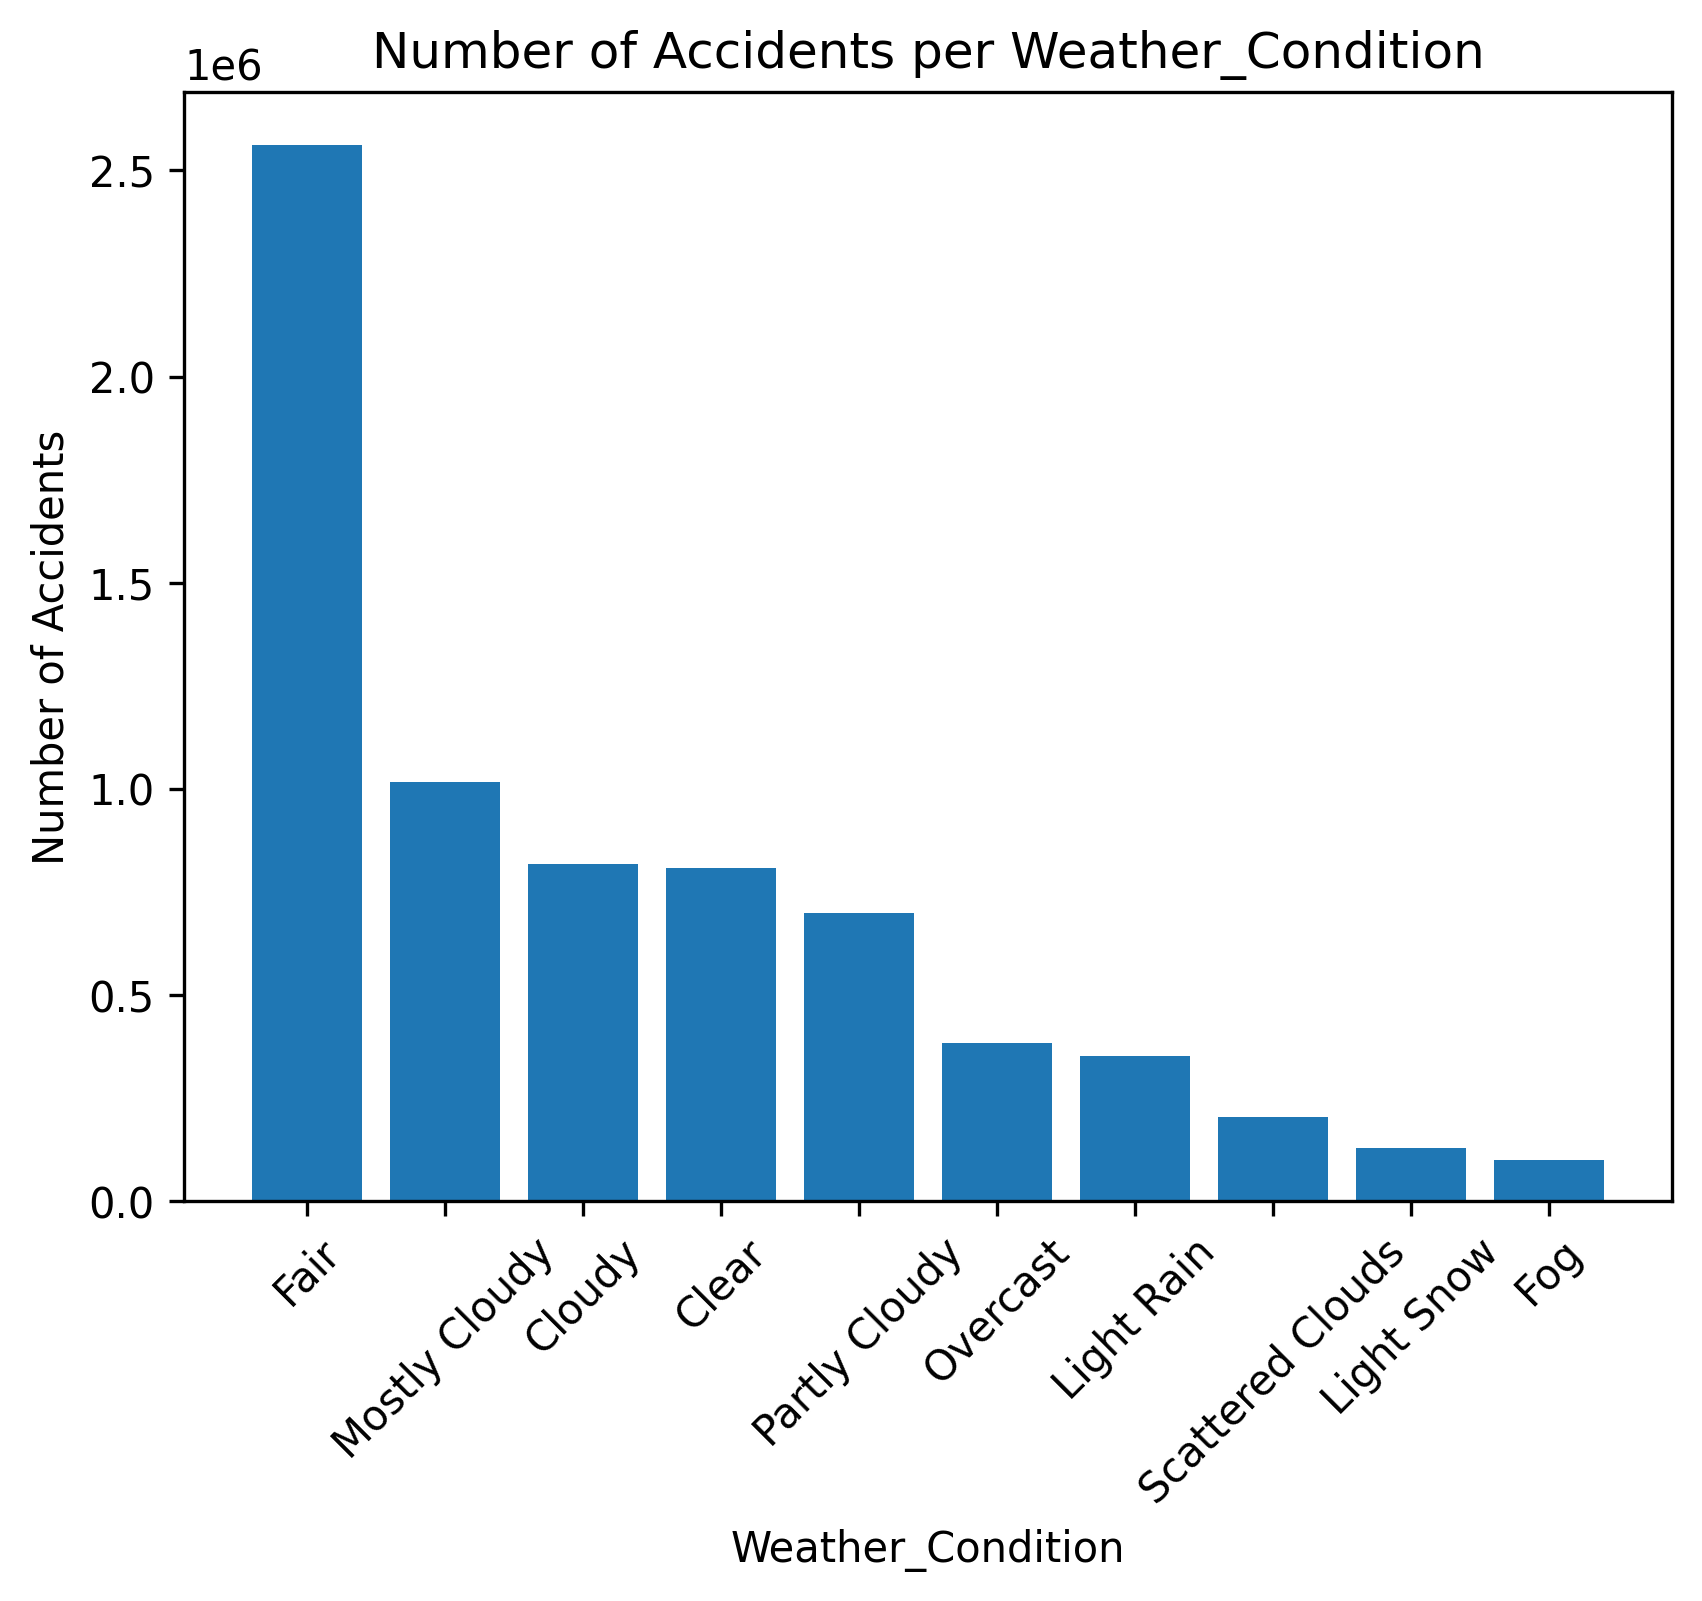 Number of Accidents per Weather_Condition
1e6
2.5
2.0
1.5
1.0
0.5
0.0
Number of Accidents
Fair
Mostly Cloudy
Cloudy
Clear
Partly Cloudy
Overcast
Light Rain
Scattered Clouds
Light Snow
Fog
Weather_Condition